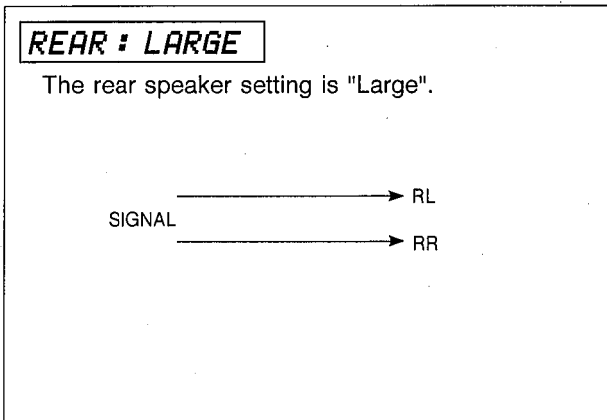 REAR : LARGE
The rear speaker setting is "Large".
RL
SIGNAL
RR